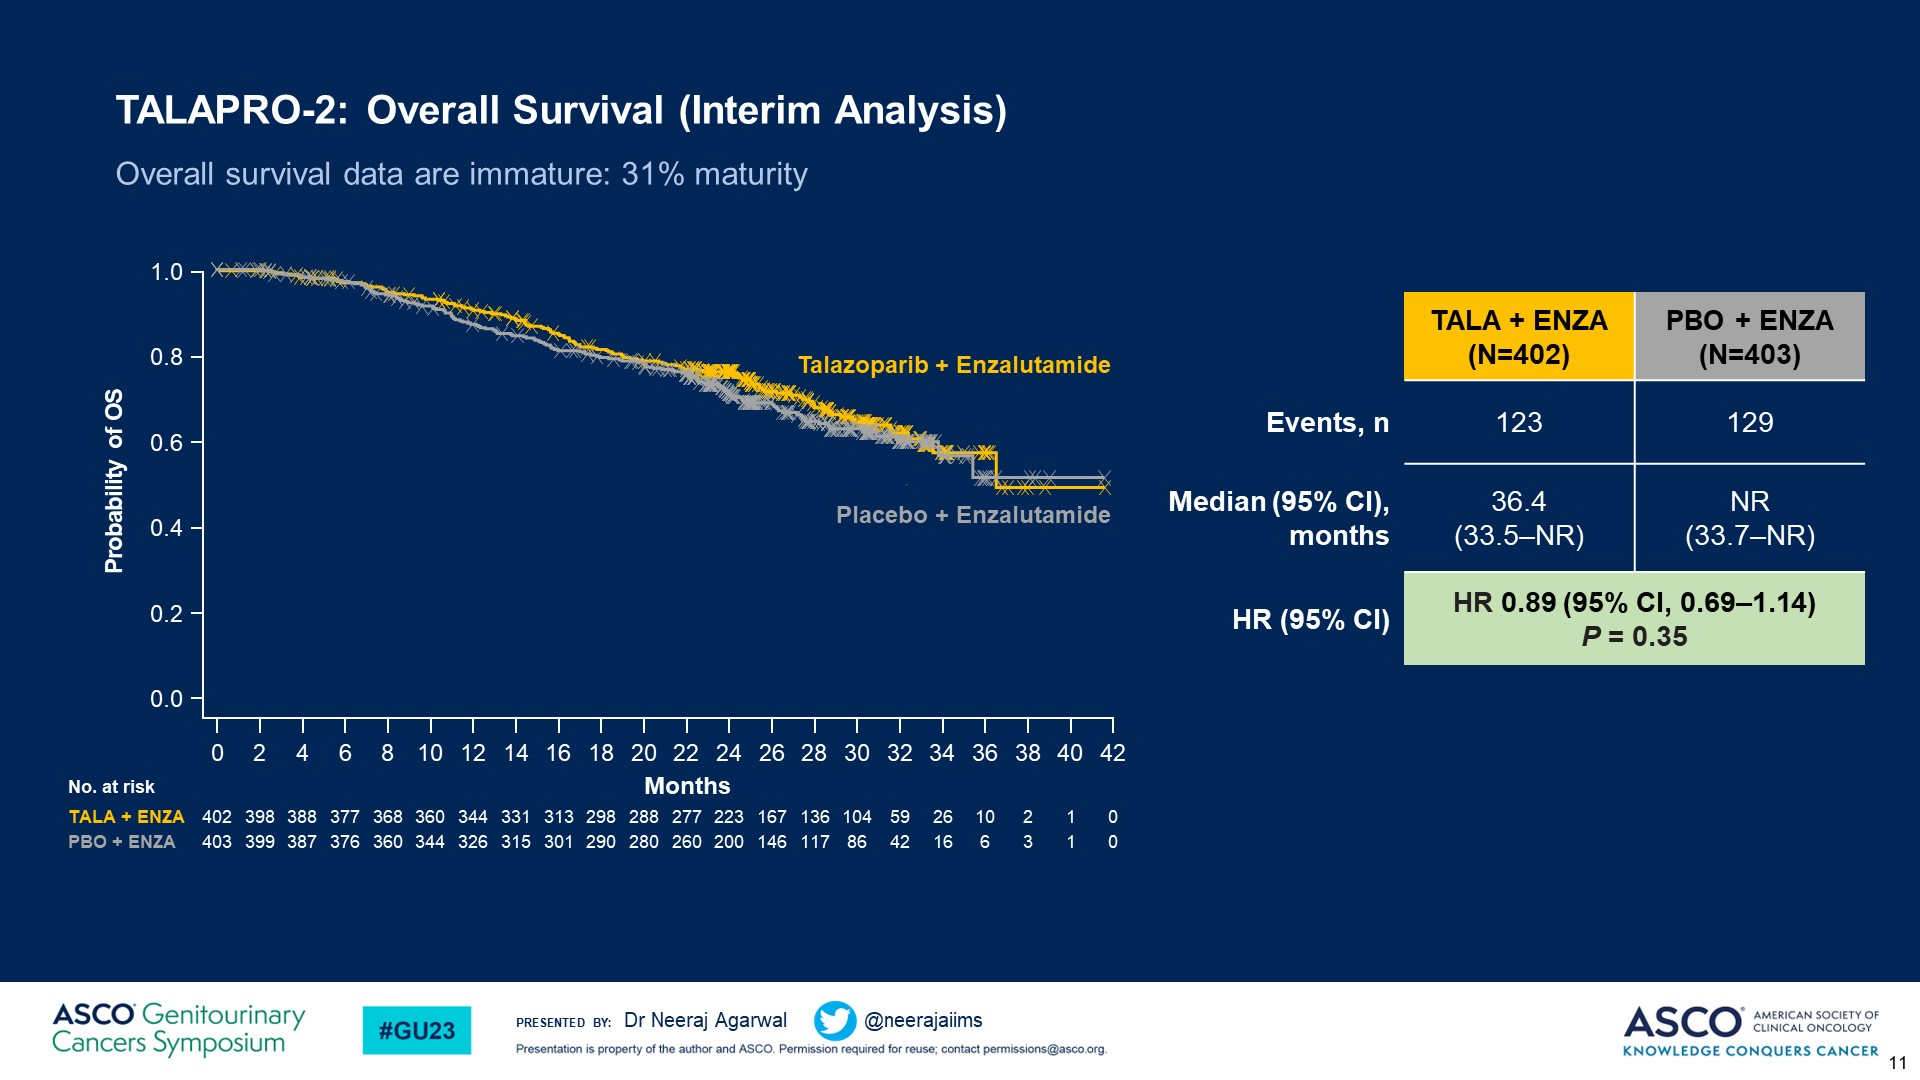 TALAPRO-2: Overall Survival (Interim Analysis)
Overall survival data are immature: 31% maturity
Probability of OS
1.0
0.8
0.6
0.4
0.2
0.0
Talazoparib + Enzalutamide
Placebo + Enzalutamide
0 2 4 6 8 10 12 14 16 18 20 22 24 26 28 30 32 34 36 38 40 42
Months
No. at risk
TALA + ENZA 402 398 388 377 368 360 344 331 313 298 288 277 223 167 136 104 59 26 10 2 1 0
PBO + ENZA 403 399 387 376 360 344 326 315 301 290 280 260 200 146 117 86 42 16 6 3 1 0
TALA + ENZA (N=402)
PBO + ENZA (N=403)
Events, n 123 129
Median (95% CI), months
36.4 (33.5–NR)
NR (33.7–NR)
HR (95% CI)
HR 0.89 (95% CI, 0.69–1.14)
P = 0.35
ASCO Genitourinary
Cancers Symposium
#GU23
PRESENTED BY: Dr Neeraj Agarwal @neerajaiims
Presentation is property of the author and ASCO. Permission required for reuse; contact permissions@asco.org.
ASCO AMERICAN SOCIETY OF CLINICAL ONCOLOGY
KNOWLEDGE CONQUERS CANCER
11